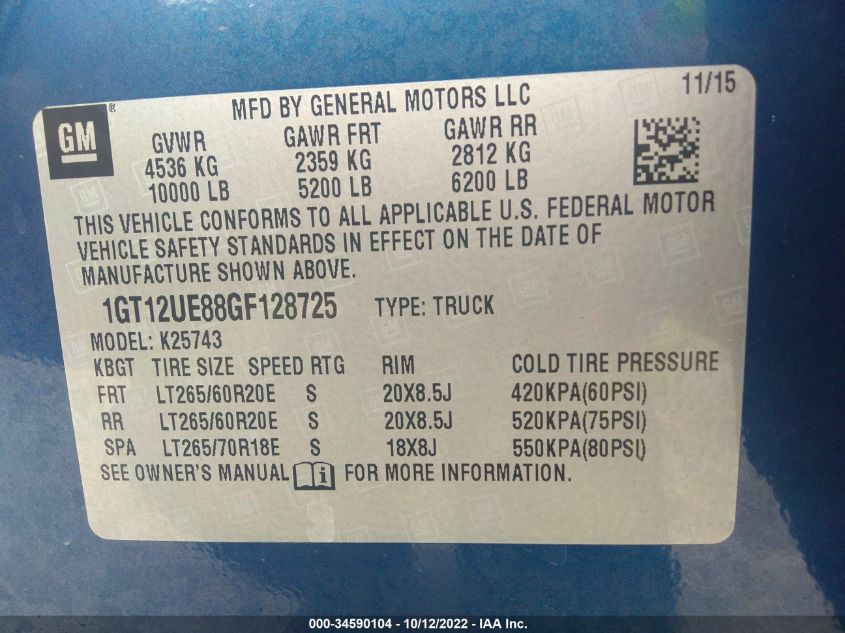 11/15
GM ®
MFD BY GENERAL MOTORS LLC
GVWR GAWR FRT GAWR RR
4536 KG 2359 KG 2812 KG
10000 LB 5200 LB 6200 LB
THIS VEHICLE CONFORMS TO ALL APPLICABLE U.S. FEDERAL MOTOR
VEHICLE SAFETY STANDARDS IN EFFECT ON THE DATE OF
MANUFACTURE SHOWN ABOVE.
1GT12UE88GF128725 TYPE: TRUCK
MODEL: K25743
KBGT TIRE SIZE SPEED RTG RIM COLD TIRE PRESSURE
FRT LT265/60R20E S 20X8.5J 420KPA(60PSI)
RR LT265/60R20E S 20X8.5J 520KPA(75PSI)
SPA LT265/70R18E S 18X8J 550KPA(80PSI)
SEE OWNER'S MANUAL i FOR MORE INFORMATION.
000-34590104 - 10/12/2022 - IAA Inc.